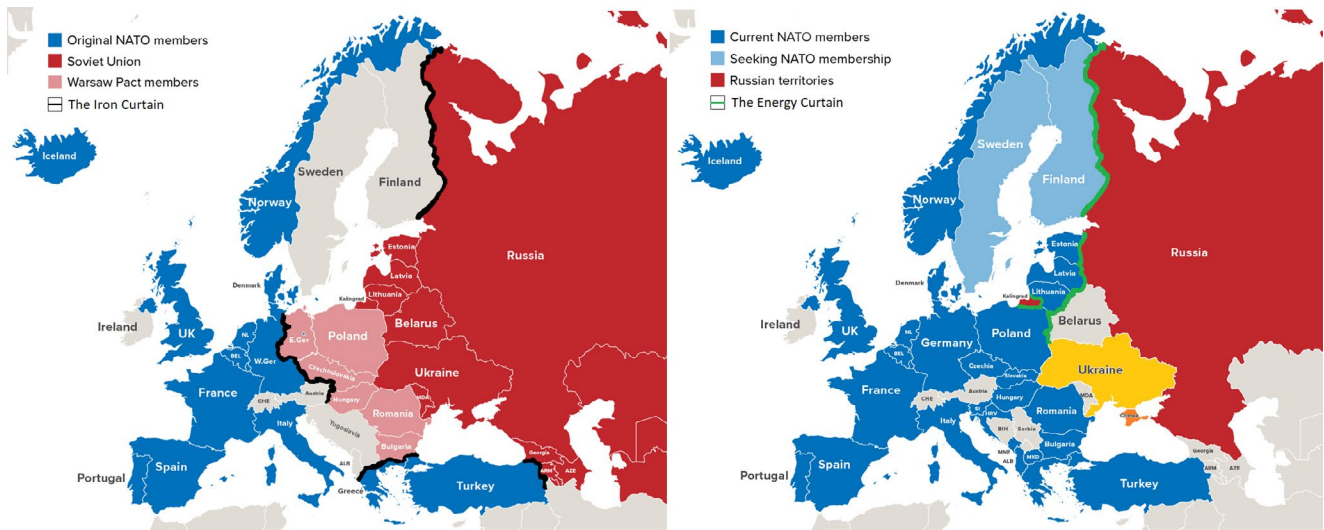 Original NATO members
Soviet Union
Warsaw Pact members
The Iron Curtain
Iceland
Sweden
Finland
Norway
Russia
Estonia
Latvia
Denmark
Lithuania
Kalingrad
Ireland
UK
Belarus
NL
E.Ger
Poland
BEL
W.Ger
Ukraine
Czechoslovakia
France
Austria
CHE
Hungary
MDA
Romania
Italy
Yugoslavia
Bulgaria
Georgia
Portugal
Spain
ALB
ARM
AZE
Greece
Turkey
Current NATO members
Seeking NATO membership
Russian territories
The Energy Curtain
Iceland
Sweden
Finland
Norway
Russia
Estonia
Latvia
Denmark
Lithuania
Kalingrad
Ireland
UK
Belarus
NL
Poland
Germany
BEL
Czechia
Ukraine
Slovakia
France
Austria
CHE
Hungary
MDA
SI
HRV
Romania
Crimea
Italy
BIH
Serbia
Bulgaria
MNE
Georgia
Portugal
Spain
ALB
MKD
ARM
AZE
Turkey